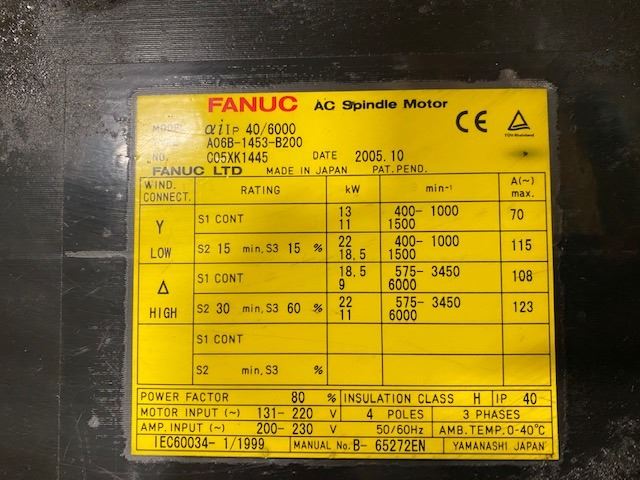 FANUC AC Spindle Motor
MODEL αiIP 40/6000
A06B-1453-B200
NO. C05XK1445 DATE 2005.10
FANUC LTD MADE IN JAPAN PAT. PEND.
CE
TÜV Rheinland
WIND. CONNECT. RATING kW min-1 A(~) max.
Y LOW
S1 CONT 13 400- 1000 70
11 1500
S2 15 min, S3 15 % 22 400- 1000 115
18.5 1500
Δ HIGH
S1 CONT 18.5 575- 3450 108
9 6000
S2 30 min, S3 60 % 22 575- 3450 123
11 6000
S1 CONT
S2 min, S3 %
POWER FACTOR 80 % INSULATION CLASS H IP 40
MOTOR INPUT (~) 131- 220 V 4 POLES 3 PHASES
AMP. INPUT (~) 200- 230 V 50/60Hz AMB. TEMP. 0-40°C
IEC60034- 1/1999 MANUAL No. B- 65272EN YAMANASHI JAPAN